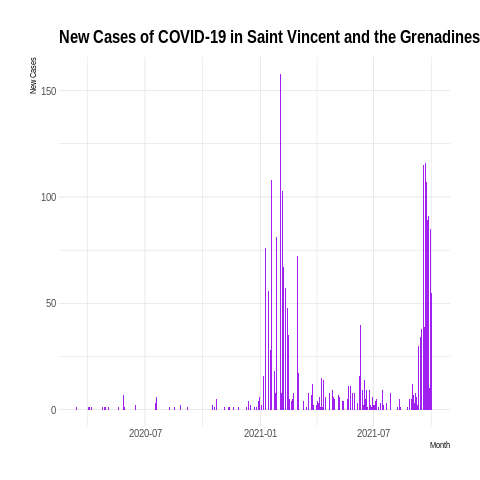 New Cases of COVID-19 in Saint Vincent and the Grenadines
New Cases
150
100
50
0
2020-07
2021-01
2021-07
Month